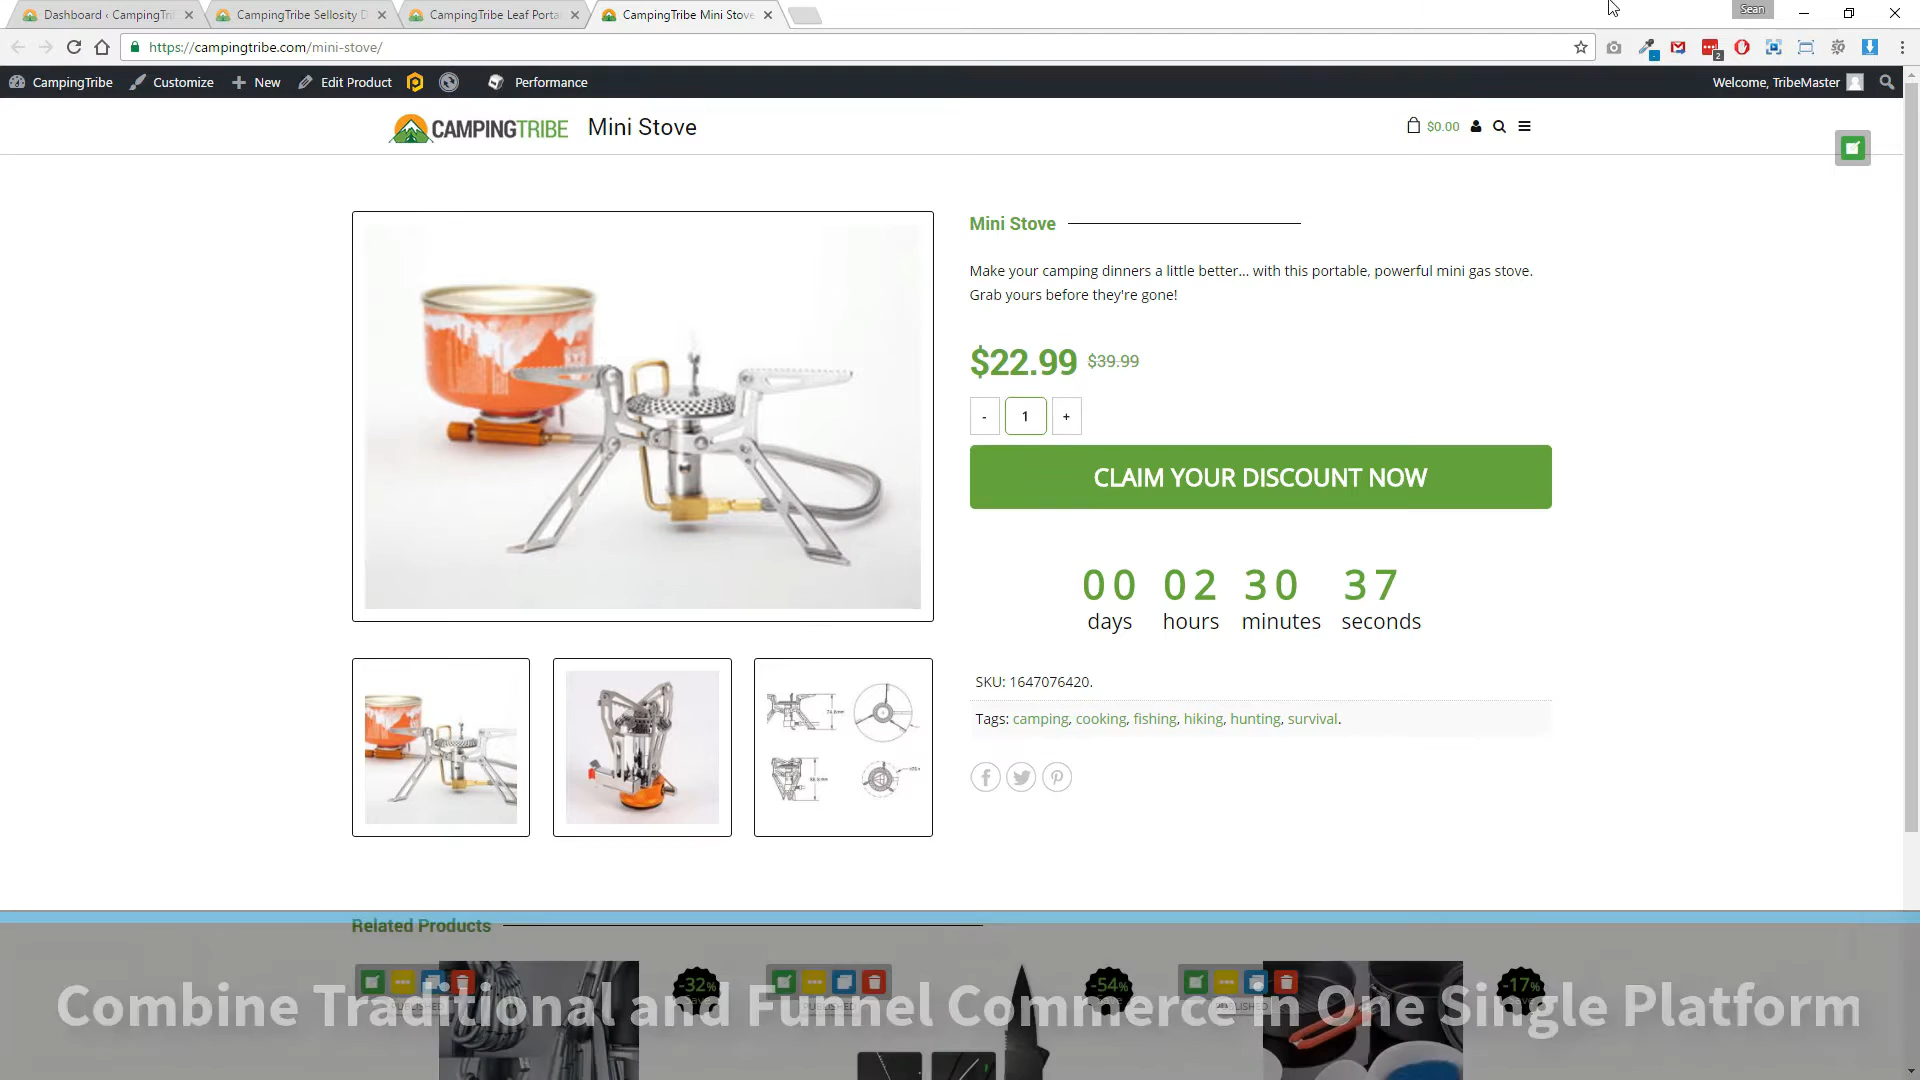 Dashboard ‹ CampingTri
CampingTribe Sellosity D
CampingTribe Leaf Porta
CampingTribe Mini Stove
Sean
https://campingtribe.com/mini-stove/
2
CampingTribe
Customize
New
Edit Product
Performance
Welcome, TribeMaster
CAMPINGTRIBE
Mini Stove
$0.00
Mini Stove
Make your camping dinners a little better... with this portable, powerful mini gas stove.
Grab yours before they're gone!
$22.99 $39.99
- 1 +
CLAIM YOUR DISCOUNT NOW
00 02 30 37
days hours minutes seconds
SKU: 1647076420.
Tags: camping, cooking, fishing, hiking, hunting, survival.
Related Products
-32%
-54%
-17%
PUBLISHED
Combine Traditional and Funnel Commerce in One Single Platform